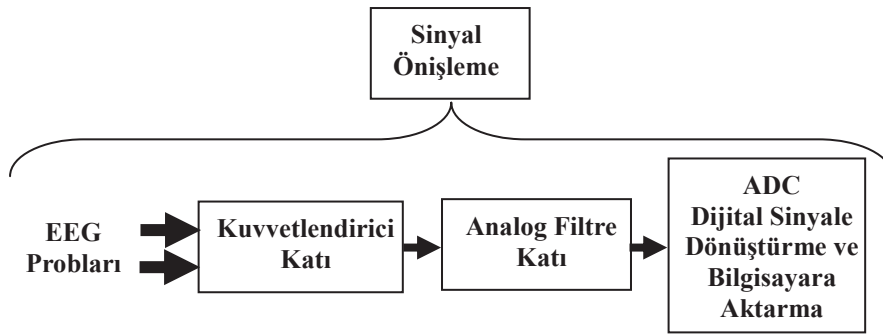 Sinyal
Önişleme
EEG
Probları
Kuvvetlendirici
Katı
Analog Filtre
Katı
ADC
Dijital Sinyale
Dönüştürme ve
Bilgisayara
Aktarma